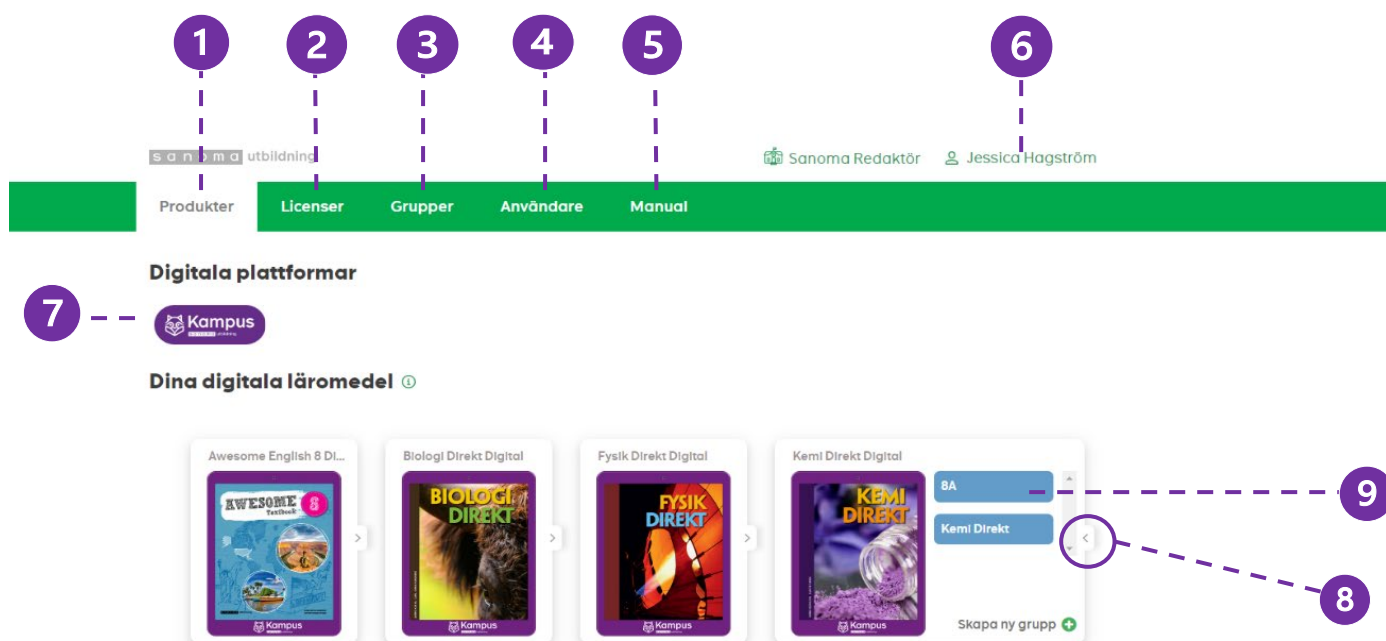 1 2 3 4 5 6
sanoma utbildning
Sanoma Redaktör Jessica Hagström
Produkter Licenser Grupper Användare Manual
Digitala plattformar
7
Kampus
Dina digitala läromedel
Awesome English 8 Di...
AWESOME 8
Textbook
Kampus
Biologi Direkt Digital
BIOLOGI
DIREKT
Kampus
Fysik Direkt Digital
FYSIK
DIREKT
Kampus
Kemi Direkt Digital
KEMI
DIREKT
Kampus
8A
Kemi Direkt
Skapa ny grupp
9
8